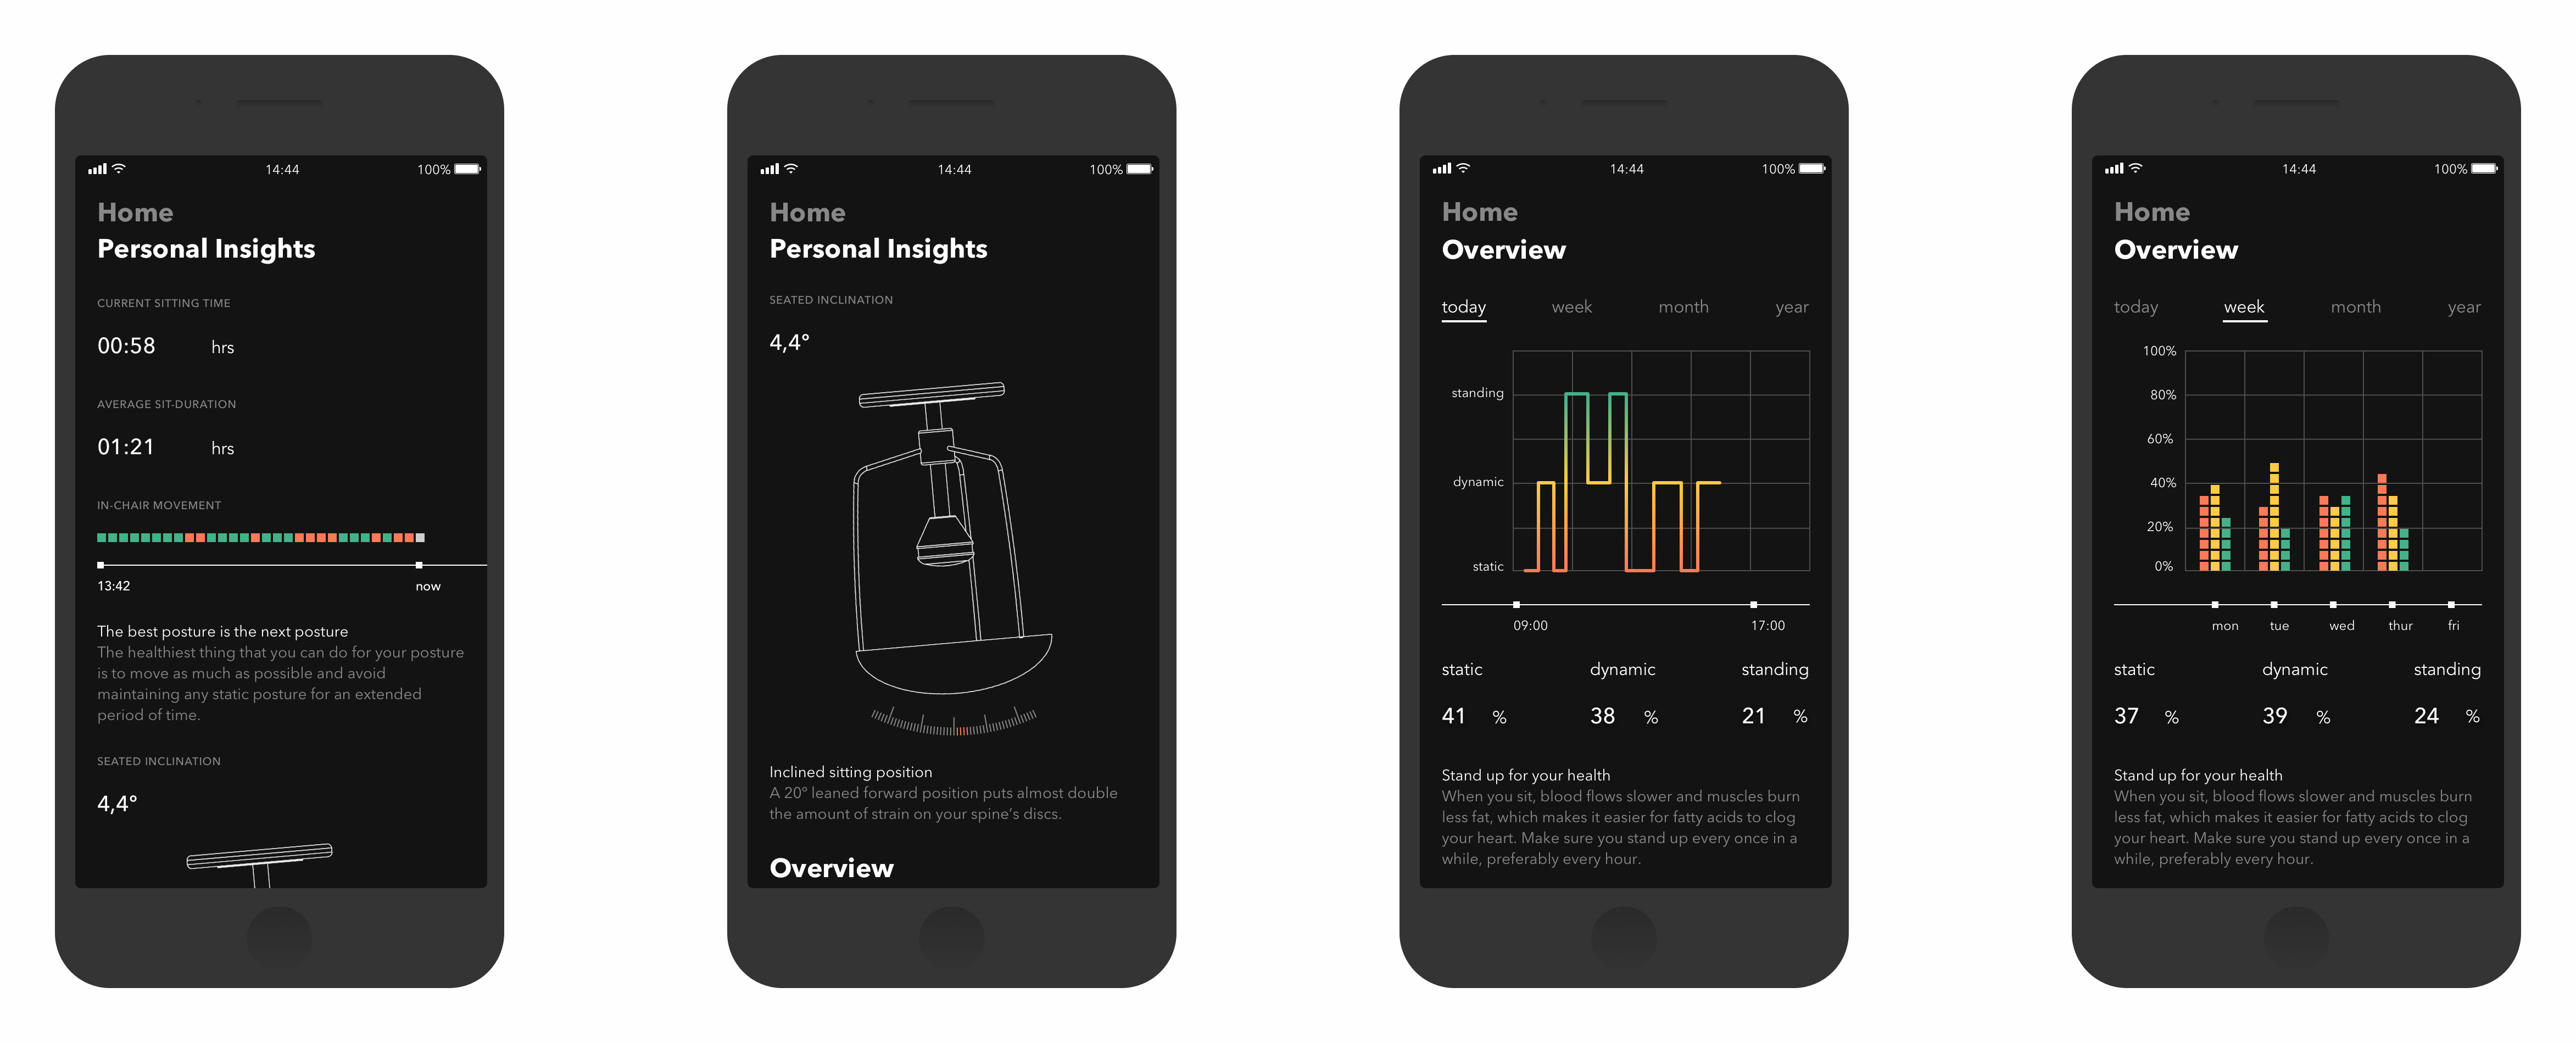 14:44
100%
Home
Personal Insights
CURRENT SITTING TIME
00:58 hrs
AVERAGE SIT-DURATION
01:21 hrs
IN-CHAIR MOVEMENT
13:42 now
The best posture is the next posture
The healthiest thing that you can do for your posture
is to move as much as possible and avoid
maintaining any static posture for an extended
period of time.
SEATED INCLINATION
4,4°
14:44
100%
Home
Personal Insights
SEATED INCLINATION
4,4°
Inclined sitting position
A 20° leaned forward position puts almost double
the amount of strain on your spine’s discs.
Overview
14:44
100%
Home
Overview
today week month year
standing
dynamic
static
09:00 17:00
static dynamic standing
41 % 38 % 21 %
Stand up for your health
When you sit, blood flows slower and muscles burn
less fat, which makes it easier for fatty acids to clog
your heart. Make sure you stand up every once in a
while, preferably every hour.
14:44
100%
Home
Overview
today week month year
100%
80%
60%
40%
20%
0%
mon tue wed thur fri
static dynamic standing
37 % 39 % 24 %
Stand up for your health
When you sit, blood flows slower and muscles burn
less fat, which makes it easier for fatty acids to clog
your heart. Make sure you stand up every once in a
while, preferably every hour.